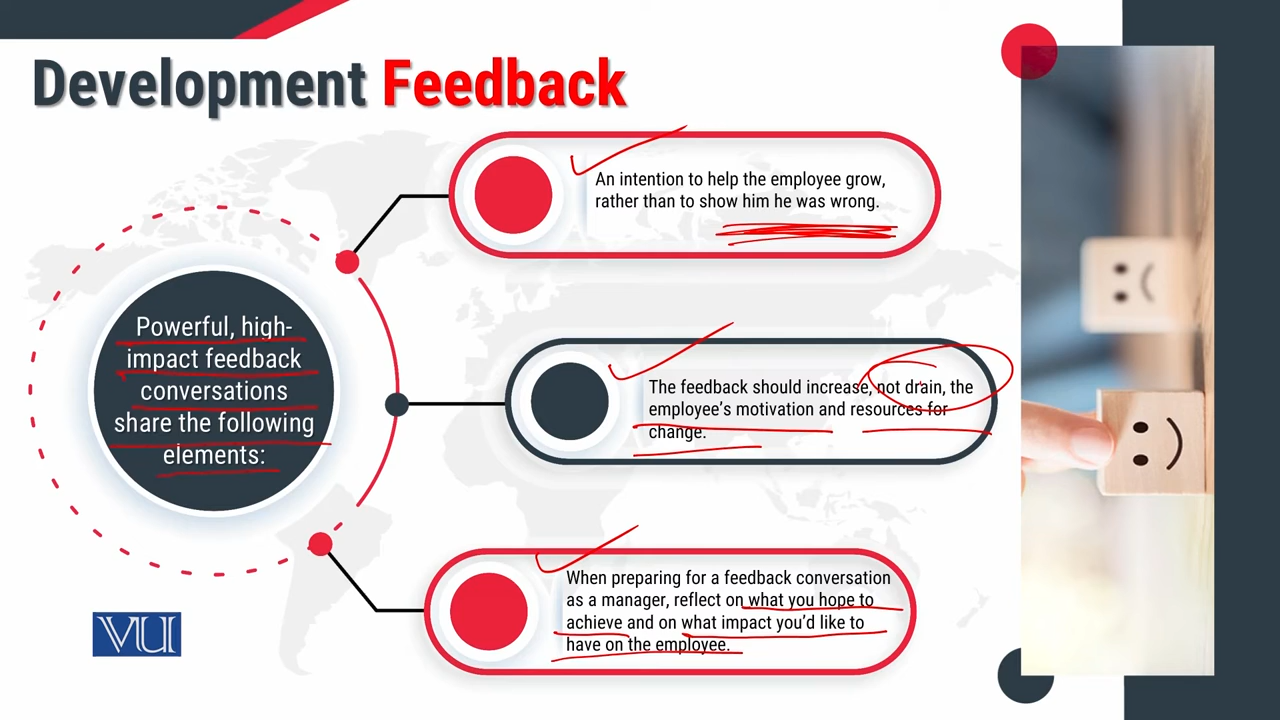 Development Feedback
Powerful, high-
impact feedback
conversations
share the following
elements:
An intention to help the employee grow,
rather than to show him he was wrong.
The feedback should increase, not drain, the
employee's motivation and resources for
change.
When preparing for a feedback conversation
as a manager, reflect on what you hope to
achieve and on what impact you'd like to
have on the employee.
VU